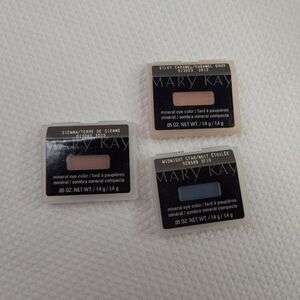 SILKY CARAMEL/CARAMEL DOUX
MARY KAY
mineral eye color / fard à paupières
minéral / sombra mineral compacta
.05 OZ. NET WT. / 1.4 g / 1,4 g
SIENNA/TERRE DE SIENNE
MARY KAY
mineral eye color / fard à paupières
minéral / sombra mineral compacta
.05 OZ. NET WT. / 1.4 g / 1,4 g
MIDNIGHT STAR/NUIT ÉTOILÉE
MARY KAY
mineral eye color / fard à paupières
minéral / sombra mineral compacta
.05 OZ. NET WT. / 1.4 g / 1,4 g